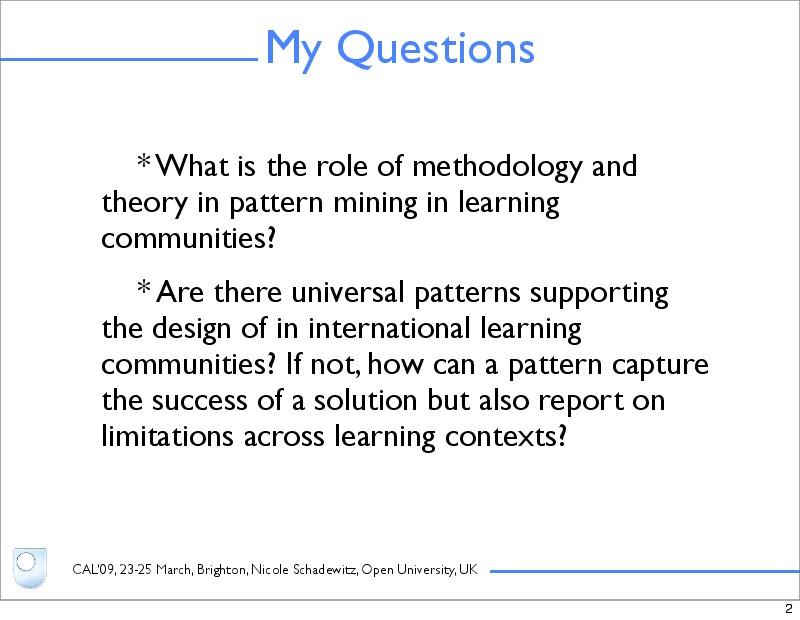 My Questions
* What is the role of methodology and
theory in pattern mining in learning
communities?
* Are there universal patterns supporting
the design of in international learning
communities? If not, how can a pattern capture
the success of a solution but also report on
limitations across learning contexts?
CAL'09, 23-25 March, Brighton, Nicole Schadewitz, Open University, UK
2